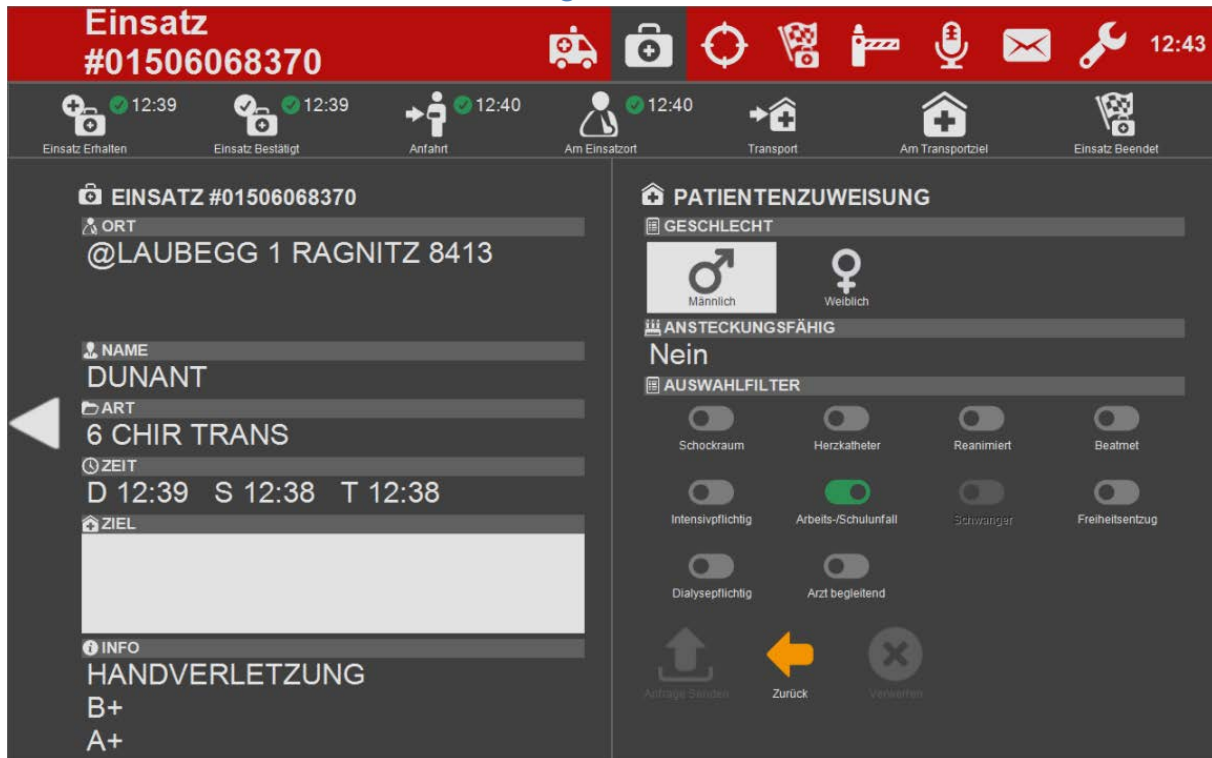 Einsatz
#01506068370
12:43
12:39
12:39
12:40
12:40
Einsatz Erhalten
Einsatz Bestätigt
Anfahrt
Am Einsatzort
Transport
Am Transportziel
Einsatz Beendet
EINSATZ #01506068370
ORT
@LAUBEGG 1 RAGNITZ 8413
NAME
DUNANT
ART
6 CHIR TRANS
ZEIT
D 12:39 S 12:38 T 12:38
ZIEL
INFO
HANDVERLETZUNG
B+
A+
PATIENTENZUWEISUNG
GESCHLECHT
Männlich
Weiblich
ANSTECKUNGSFÄHIG
Nein
AUSWAHLFILTER
Schockraum
Herzkatheter
Reanimiert
Beatmet
Intensivpflichtig
Arbeits-/Schulunfall
Schwanger
Freiheitsentzug
Dialysepflichtig
Arzt begleitend
Anfrage Senden
Zurück
Verwerfen